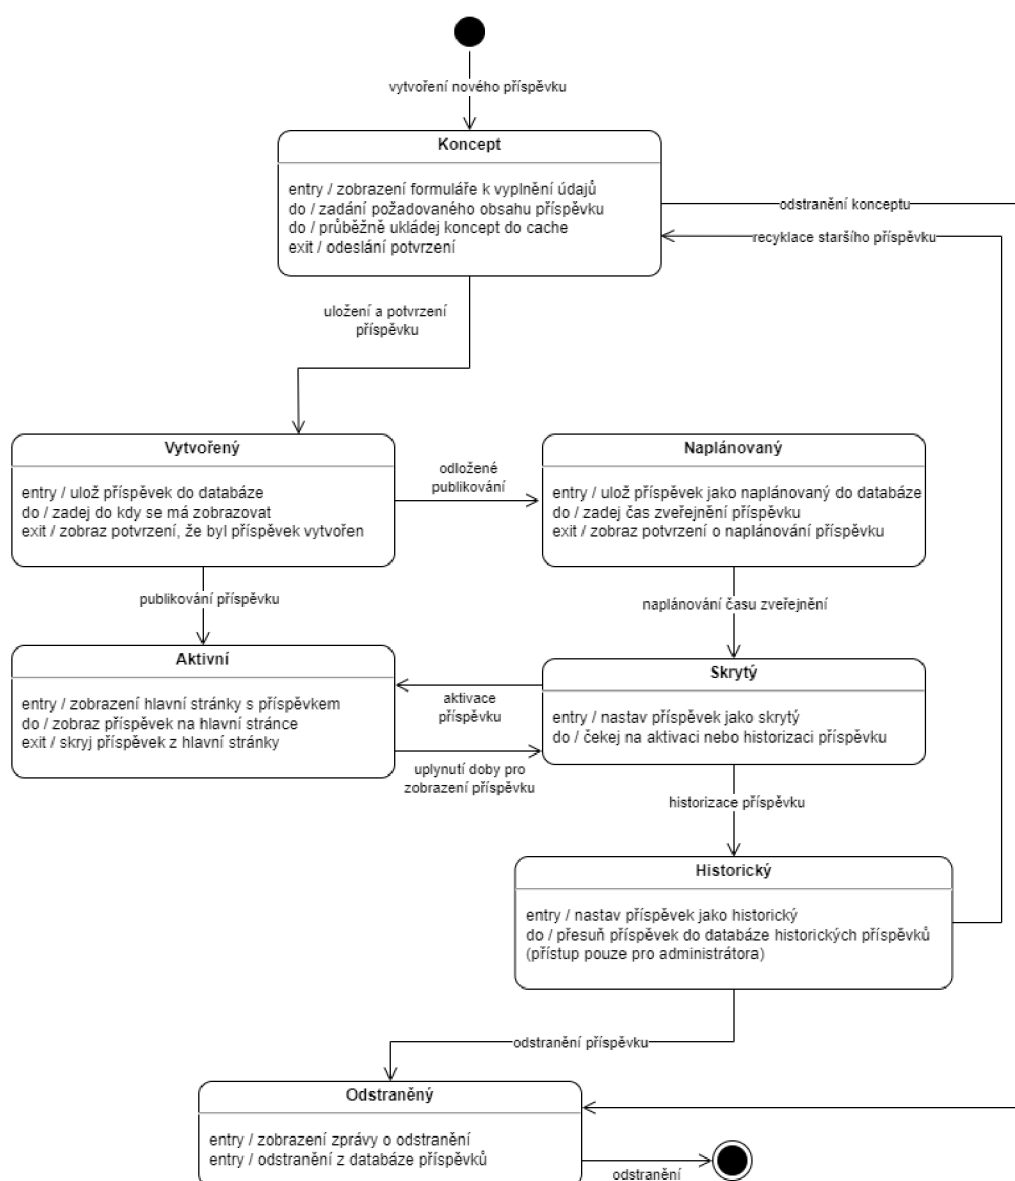 vytvoření nového příspěvku
Koncept
entry / zobrazení formuláře k vyplnění údajů
do / zadání požadovaného obsahu příspěvku
do / průběžně ukládej koncept do cache
exit / odeslání potvrzení
odstranění konceptu
recyklace staršího příspěvku
uložení a potvrzení
příspěvku
Vytvořený
entry / ulož příspěvek do databáze
do / zadej do kdy se má zobrazovat
exit / zobraz potvrzení, že byl příspěvek vytvořen
odložené
publikování
Naplánovaný
entry / ulož příspěvek jako naplánovaný do databáze
do / zadej čas zveřejnění příspěvku
exit / zobraz potvrzení o naplánování příspěvku
publikování příspěvku
naplánování času zveřejnění
Aktivní
entry / zobrazení hlavní stránky s příspěvkem
do / zobraz příspěvek na hlavní stránce
exit / skryj příspěvek z hlavní stránky
aktivace
příspěvku
uplynutí doby pro
zobrazení příspěvku
Skrytý
entry / nastav příspěvek jako skrytý
do / čekej na aktivaci nebo historizaci příspěvku
historizace příspěvku
Historický
entry / nastav příspěvek jako historický
do / přesuň příspěvek do databáze historických příspěvků
(přístup pouze pro administrátora)
odstranění příspěvku
Odstraněný
entry / zobrazení zprávy o odstranění
entry / odstranění z databáze příspěvků
odstranění